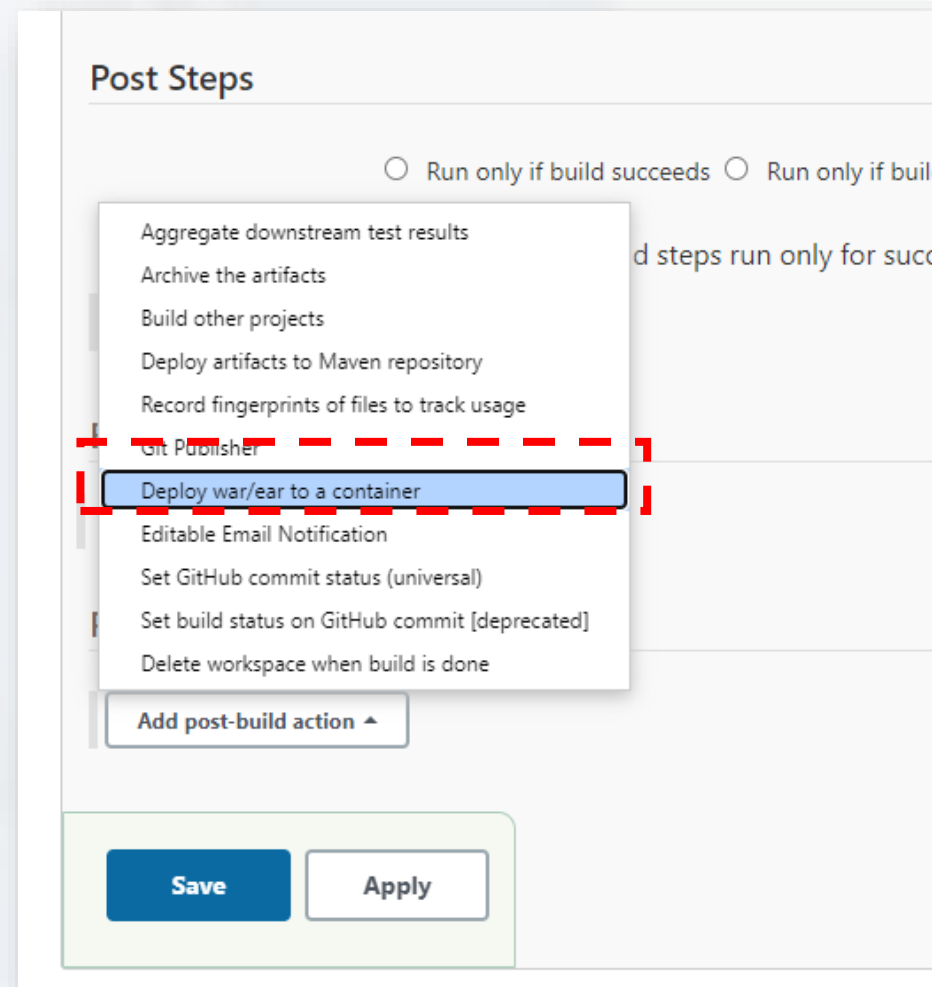 Post Steps
Run only if build succeeds Run only if buil
d steps run only for succ
Aggregate downstream test results
Archive the artifacts
Build other projects
Deploy artifacts to Maven repository
Record fingerprints of files to track usage
Git Publisher
Deploy war/ear to a container
Editable Email Notification
Set GitHub commit status (universal)
Set build status on GitHub commit [deprecated]
Delete workspace when build is done
Add post-build action
Save
Apply